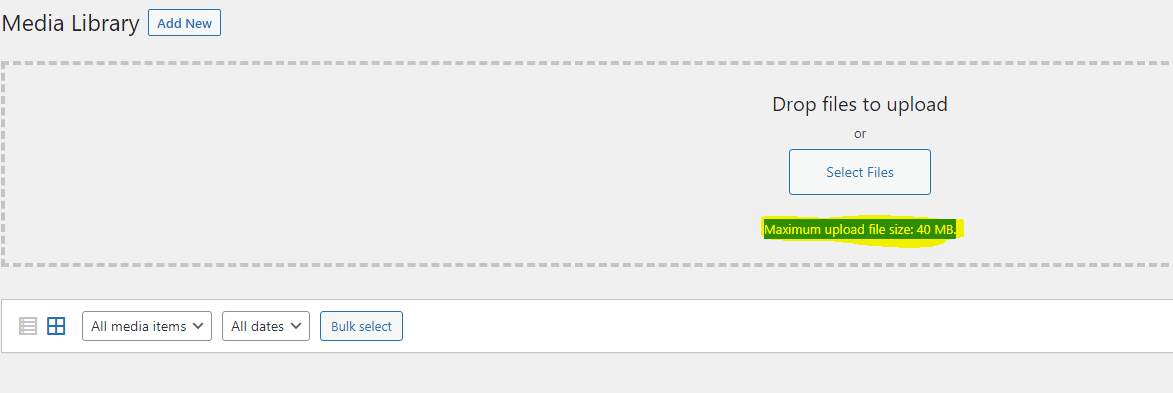 Media Library
Add New
Drop files to upload
or
Select Files
Maximum upload file size: 40 MB.
All media items
All dates
Bulk select